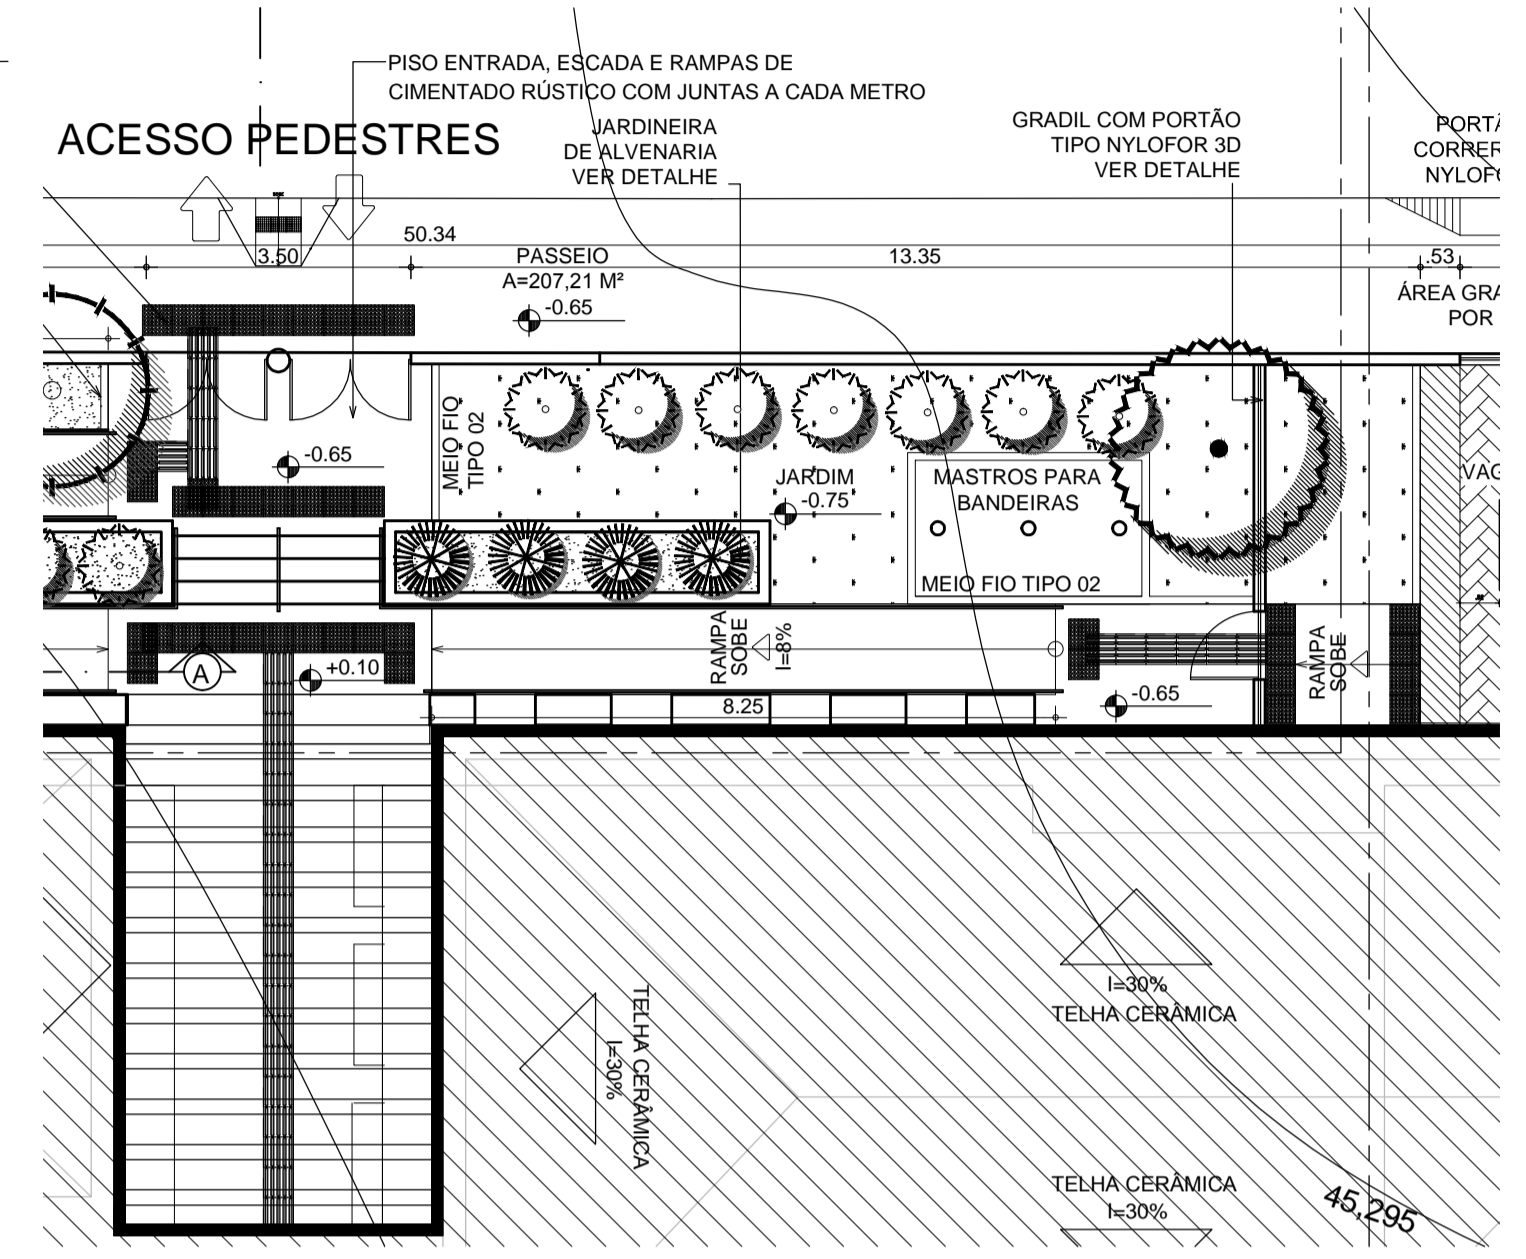 PISO ENTRADA, ESCADA E RAMPAS DE
CIMENTADO RÚSTICO COM JUNTAS A CADA METRO
ACESSO PEDESTRES
JARDINEIRA
DE ALVENARIA
VER DETALHE
GRADIL COM PORTÃO
TIPO NYLOFOR 3D
VER DETALHE
50.34
3.50
13.35
.53
PASSEIO
A=207,21 M²
-0.65
ÁREA
POR
MEIO FIO
TIPO 02
-0.65
JARDIM
-0.75
MASTROS PARA
BANDEIRAS
MEIO FIO TIPO 02
RAMPA
SOBE
I=8%
RAMPA
SOBE
A
+0.10
-0.65
8.25
I=30%
TELHA CERÂMICA
TELHA CERÂMICA
I=30%
TELHA CERÂMICA
I=30%
45,295